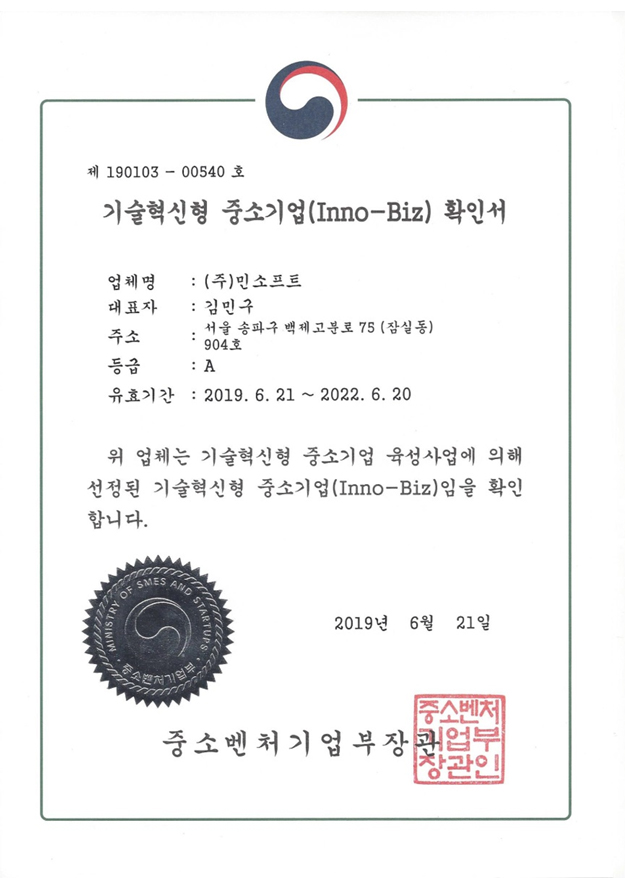 제 190103 - 00540 호
기술혁신형 중소기업(Inno-Biz) 확인서
업체명 : (주)민소프트
대표자 : 김민구
주소 : 서울 송파구 백제고분로 75 (잠실동)
904호
등급 : A
유효기간 : 2019. 6. 21 ~ 2022. 6. 20
위 업체는 기술혁신형 중소기업 육성사업에 의해
선정된 기술혁신형 중소기업(Inno-Biz)임을 확인
합니다.
MINISTRY OF SMES AND STARTUPS
중소벤처기업부
2019년 6월 21일
중소벤처기업부장관
중소벤처
기업부
장관인